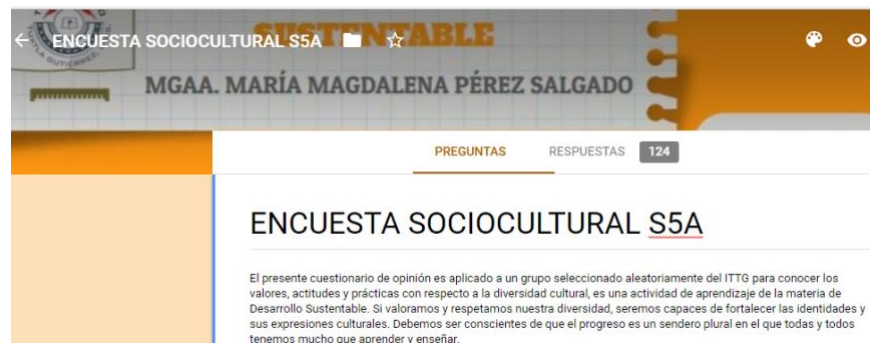 SUSTENTABLE
ENCUESTA SOCIOCULTURAL S5A
MGAA. MARÍA MAGDALENA PÉREZ SALGADO
PREGUNTAS RESPUESTAS 124
ENCUESTA SOCIOCULTURAL S5A
El presente cuestionario de opinión es aplicado a un grupo seleccionado aleatoriamente del ITTG para conocer los
valores, actitudes y prácticas con respecto a la diversidad cultural, es una actividad de aprendizaje de la materia de
Desarrollo Sustentable. Si valoramos y respetamos nuestra diversidad, seremos capaces de fortalecer las identidades y
sus expresiones culturales. Debemos ser conscientes de que el progreso es un sendero plural en el que todas y todos
tenemos mucho que aprender y enseñar.